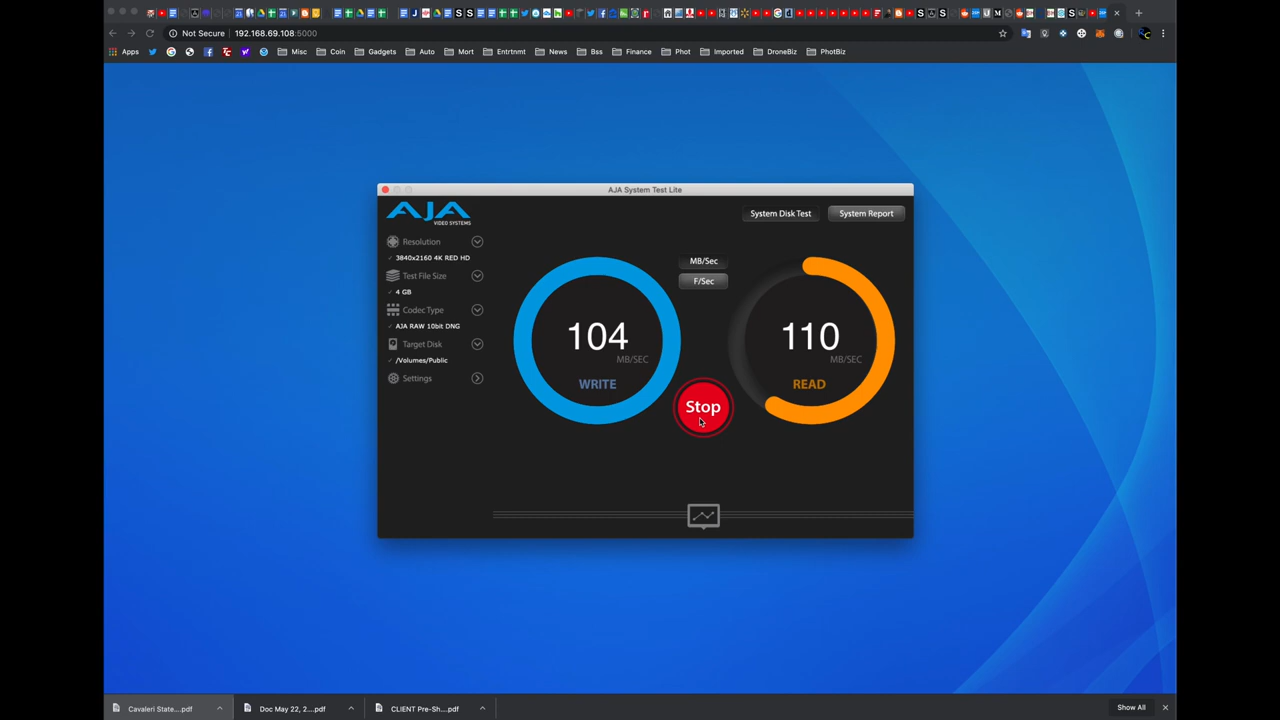 Not Secure 192.168.69.108:5000
Apps Misc Coin Gadgets Auto Mort Entrtnmt News Bss Finance Phot Imported DroneBiz PhotBiz
AJA System Test Lite
AJA
VIDEO SYSTEMS
System Disk Test System Report
Resolution
3840x2160 4K RED HD
Test File Size
4 GB
Codec Type
AJA RAW 10bit DNG
Target Disk
/Volumes/Public
Settings
MB/Sec
F/Sec
104
MB/SEC
WRITE
110
MB/SEC
READ
Stop
Cavaleri State....pdf Doc May 22, 2....pdf CLIENT Pre-Sh....pdf Show All